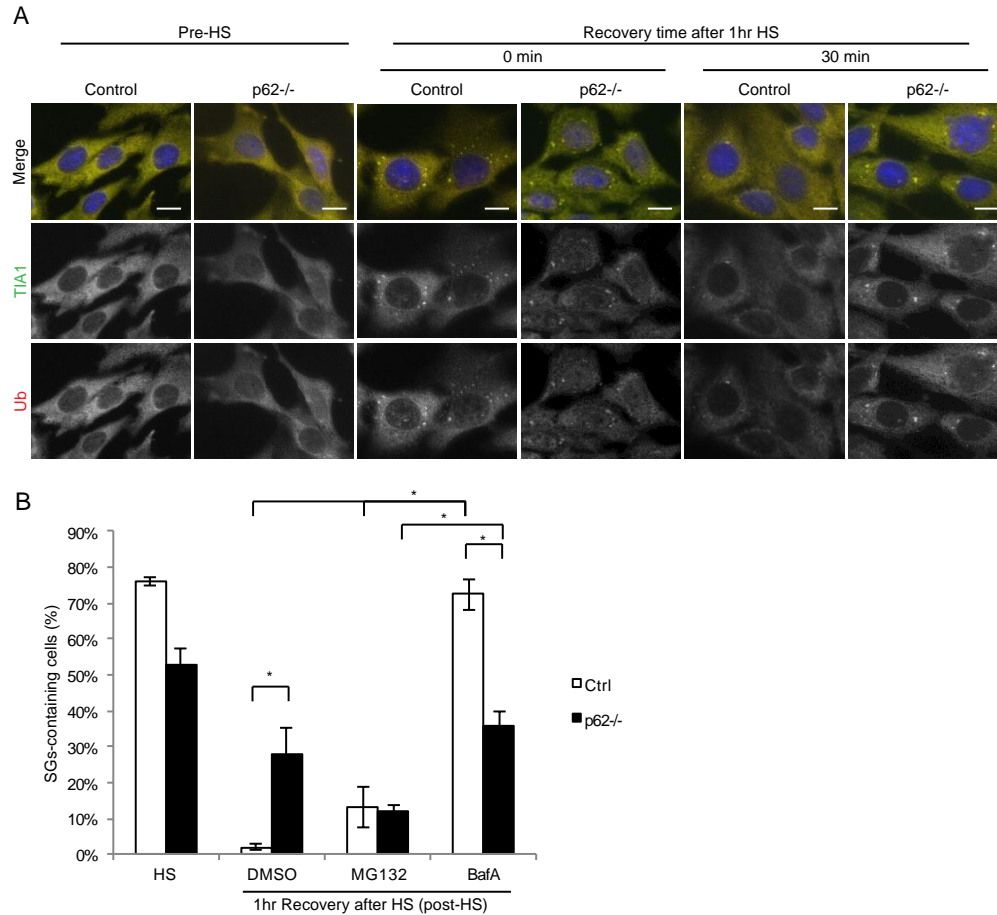 A
Pre-HS
Recovery time after 1hr HS
0 min
30 min
Control
p62-/-
Control
p62-/-
Control
p62-/-
Merge
TIA1
Ub
B
*
*
*
*
90%
80%
70%
60%
50%
40%
30%
20%
10%
0%
SGs-containing cells (%)
Ctrl
p62-/-
HS
DMSO
MG132
BafA
1hr Recovery after HS (post-HS)